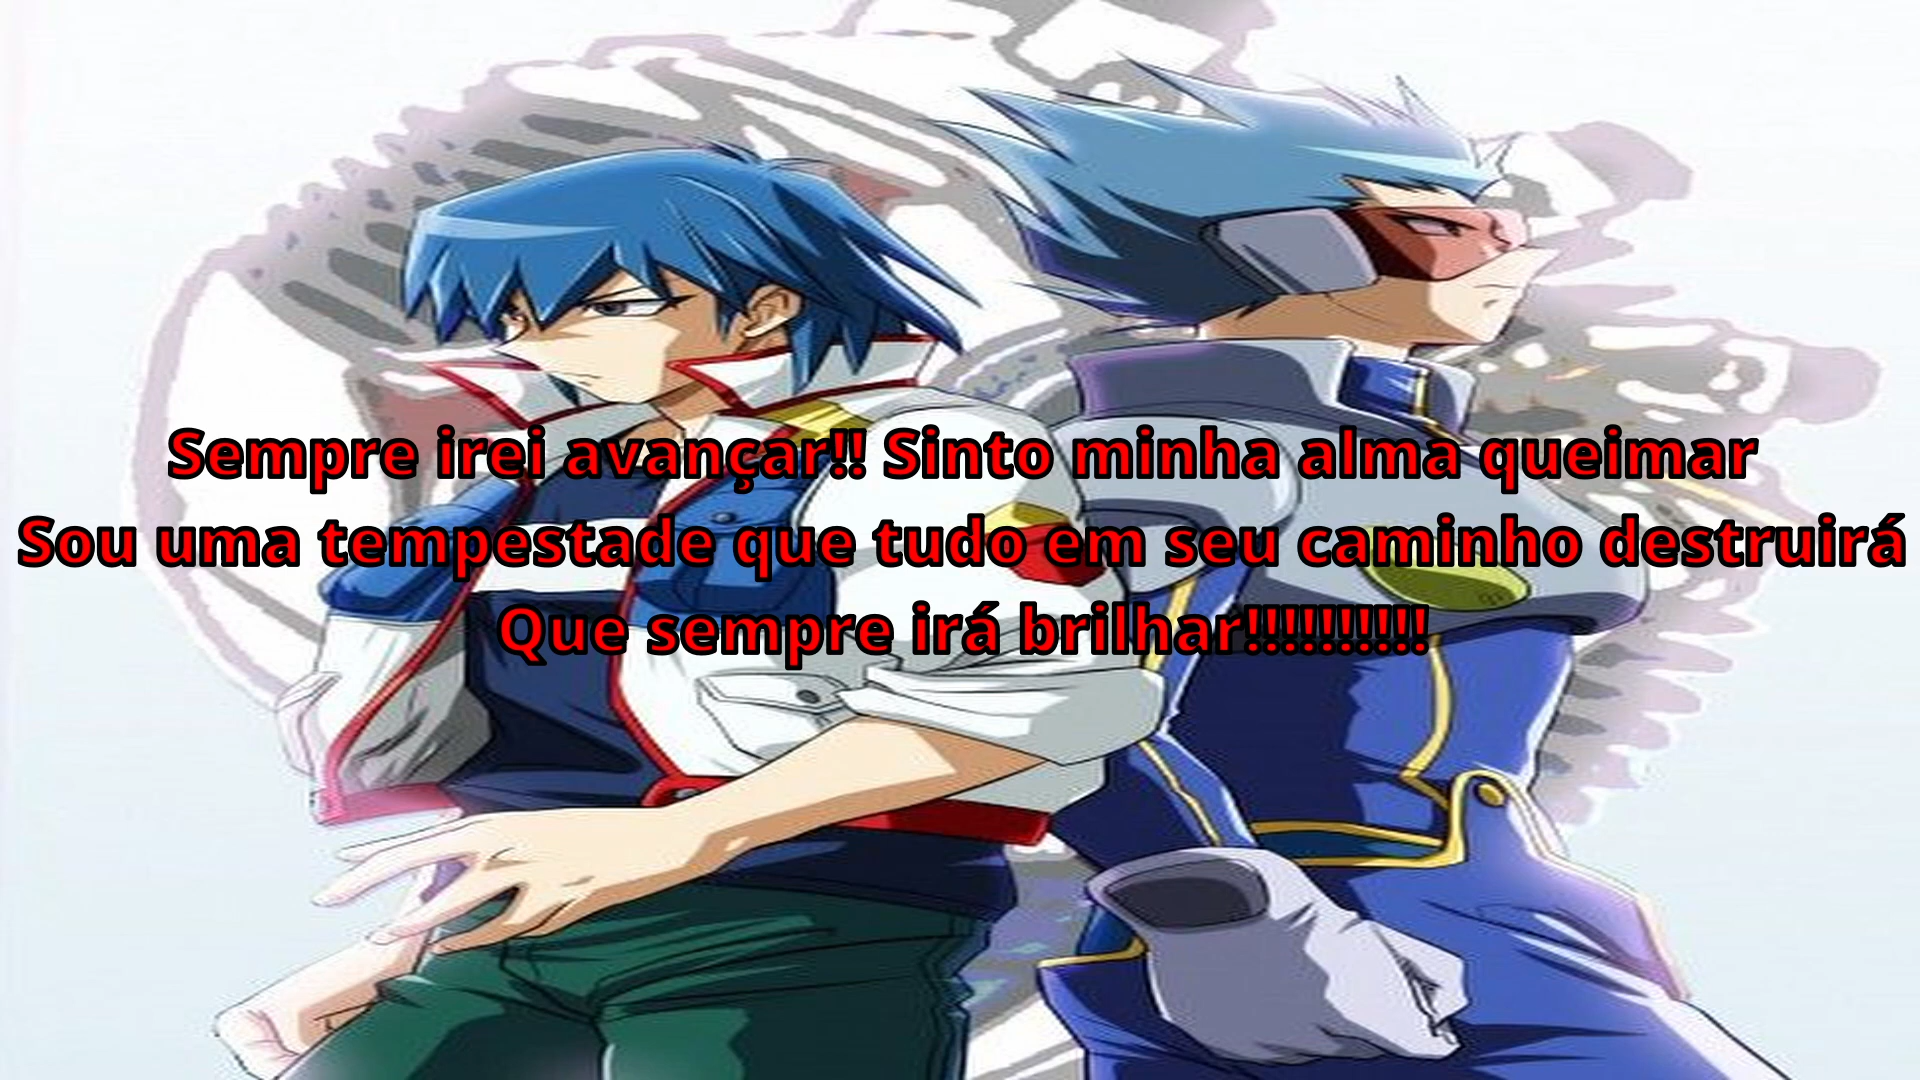 Sempre irei avançar!! Sinto minha alma queimar
Sou uma tempestade que tudo em seu caminho destruirá
Que sempre irá brilhar!!!!!!!!!!